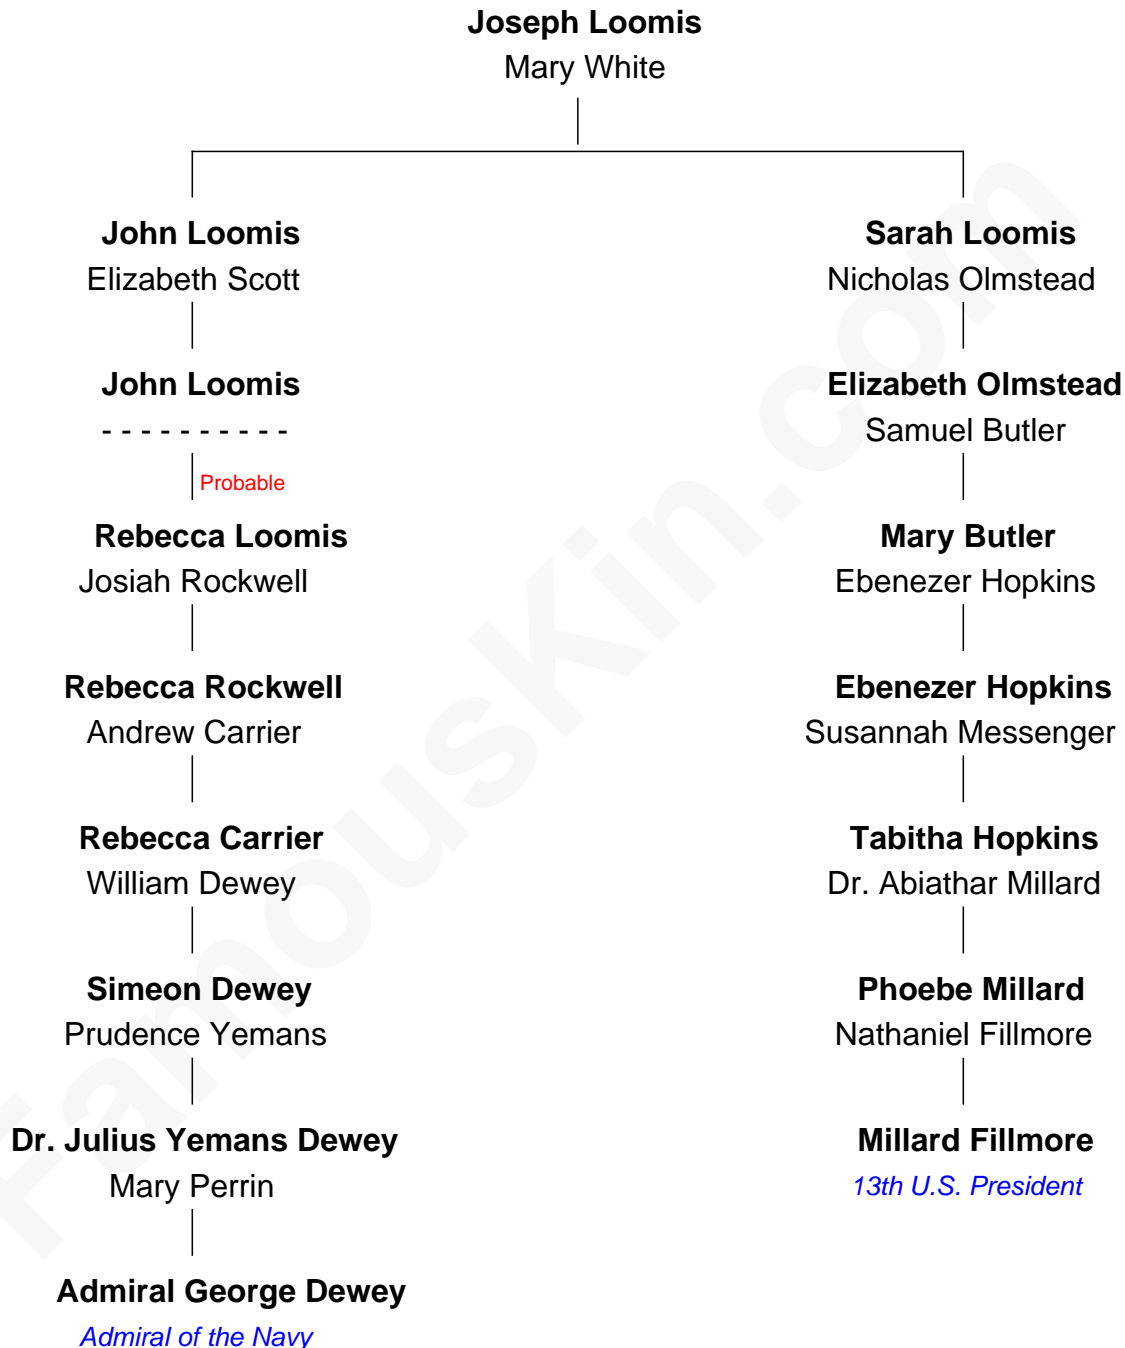 Joseph Loomis
Mary White
John Loomis
Elizabeth Scott
John Loomis
- - - - - - - - - -
Probable
Rebecca Loomis
Josiah Rockwell
Rebecca Rockwell
Andrew Carrier
Rebecca Carrier
William Dewey
Simeon Dewey
Prudence Yemans
Dr. Julius Yemans Dewey
Mary Perrin
Admiral George Dewey
Admiral of the Navy
Sarah Loomis
Nicholas Olmstead
Elizabeth Olmstead
Samuel Butler
Mary Butler
Ebenezer Hopkins
Ebenezer Hopkins
Susannah Messenger
Tabitha Hopkins
Dr. Abiathar Millard
Phoebe Millard
Nathaniel Fillmore
Millard Fillmore
13th U.S. President
FamousKin.com